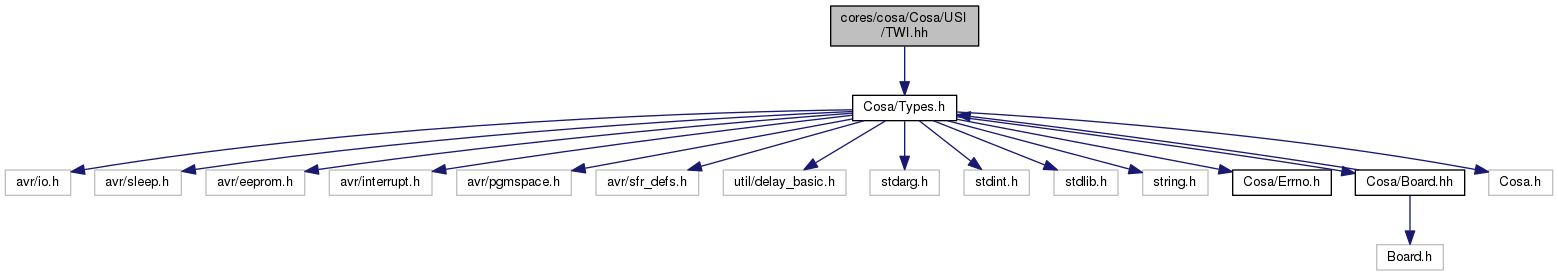 cores/cosa/Cosa/USI
/TWI.hh
Cosa/Types.h
avr/io.h
avr/sleep.h
avr/eeprom.h
avr/interrupt.h
avr/pgmspace.h
avr/sfr_defs.h
util/delay_basic.h
stdarg.h
stdint.h
stdlib.h
string.h
Cosa/Errno.h
Cosa/Board.hh
Cosa.h
Board.h